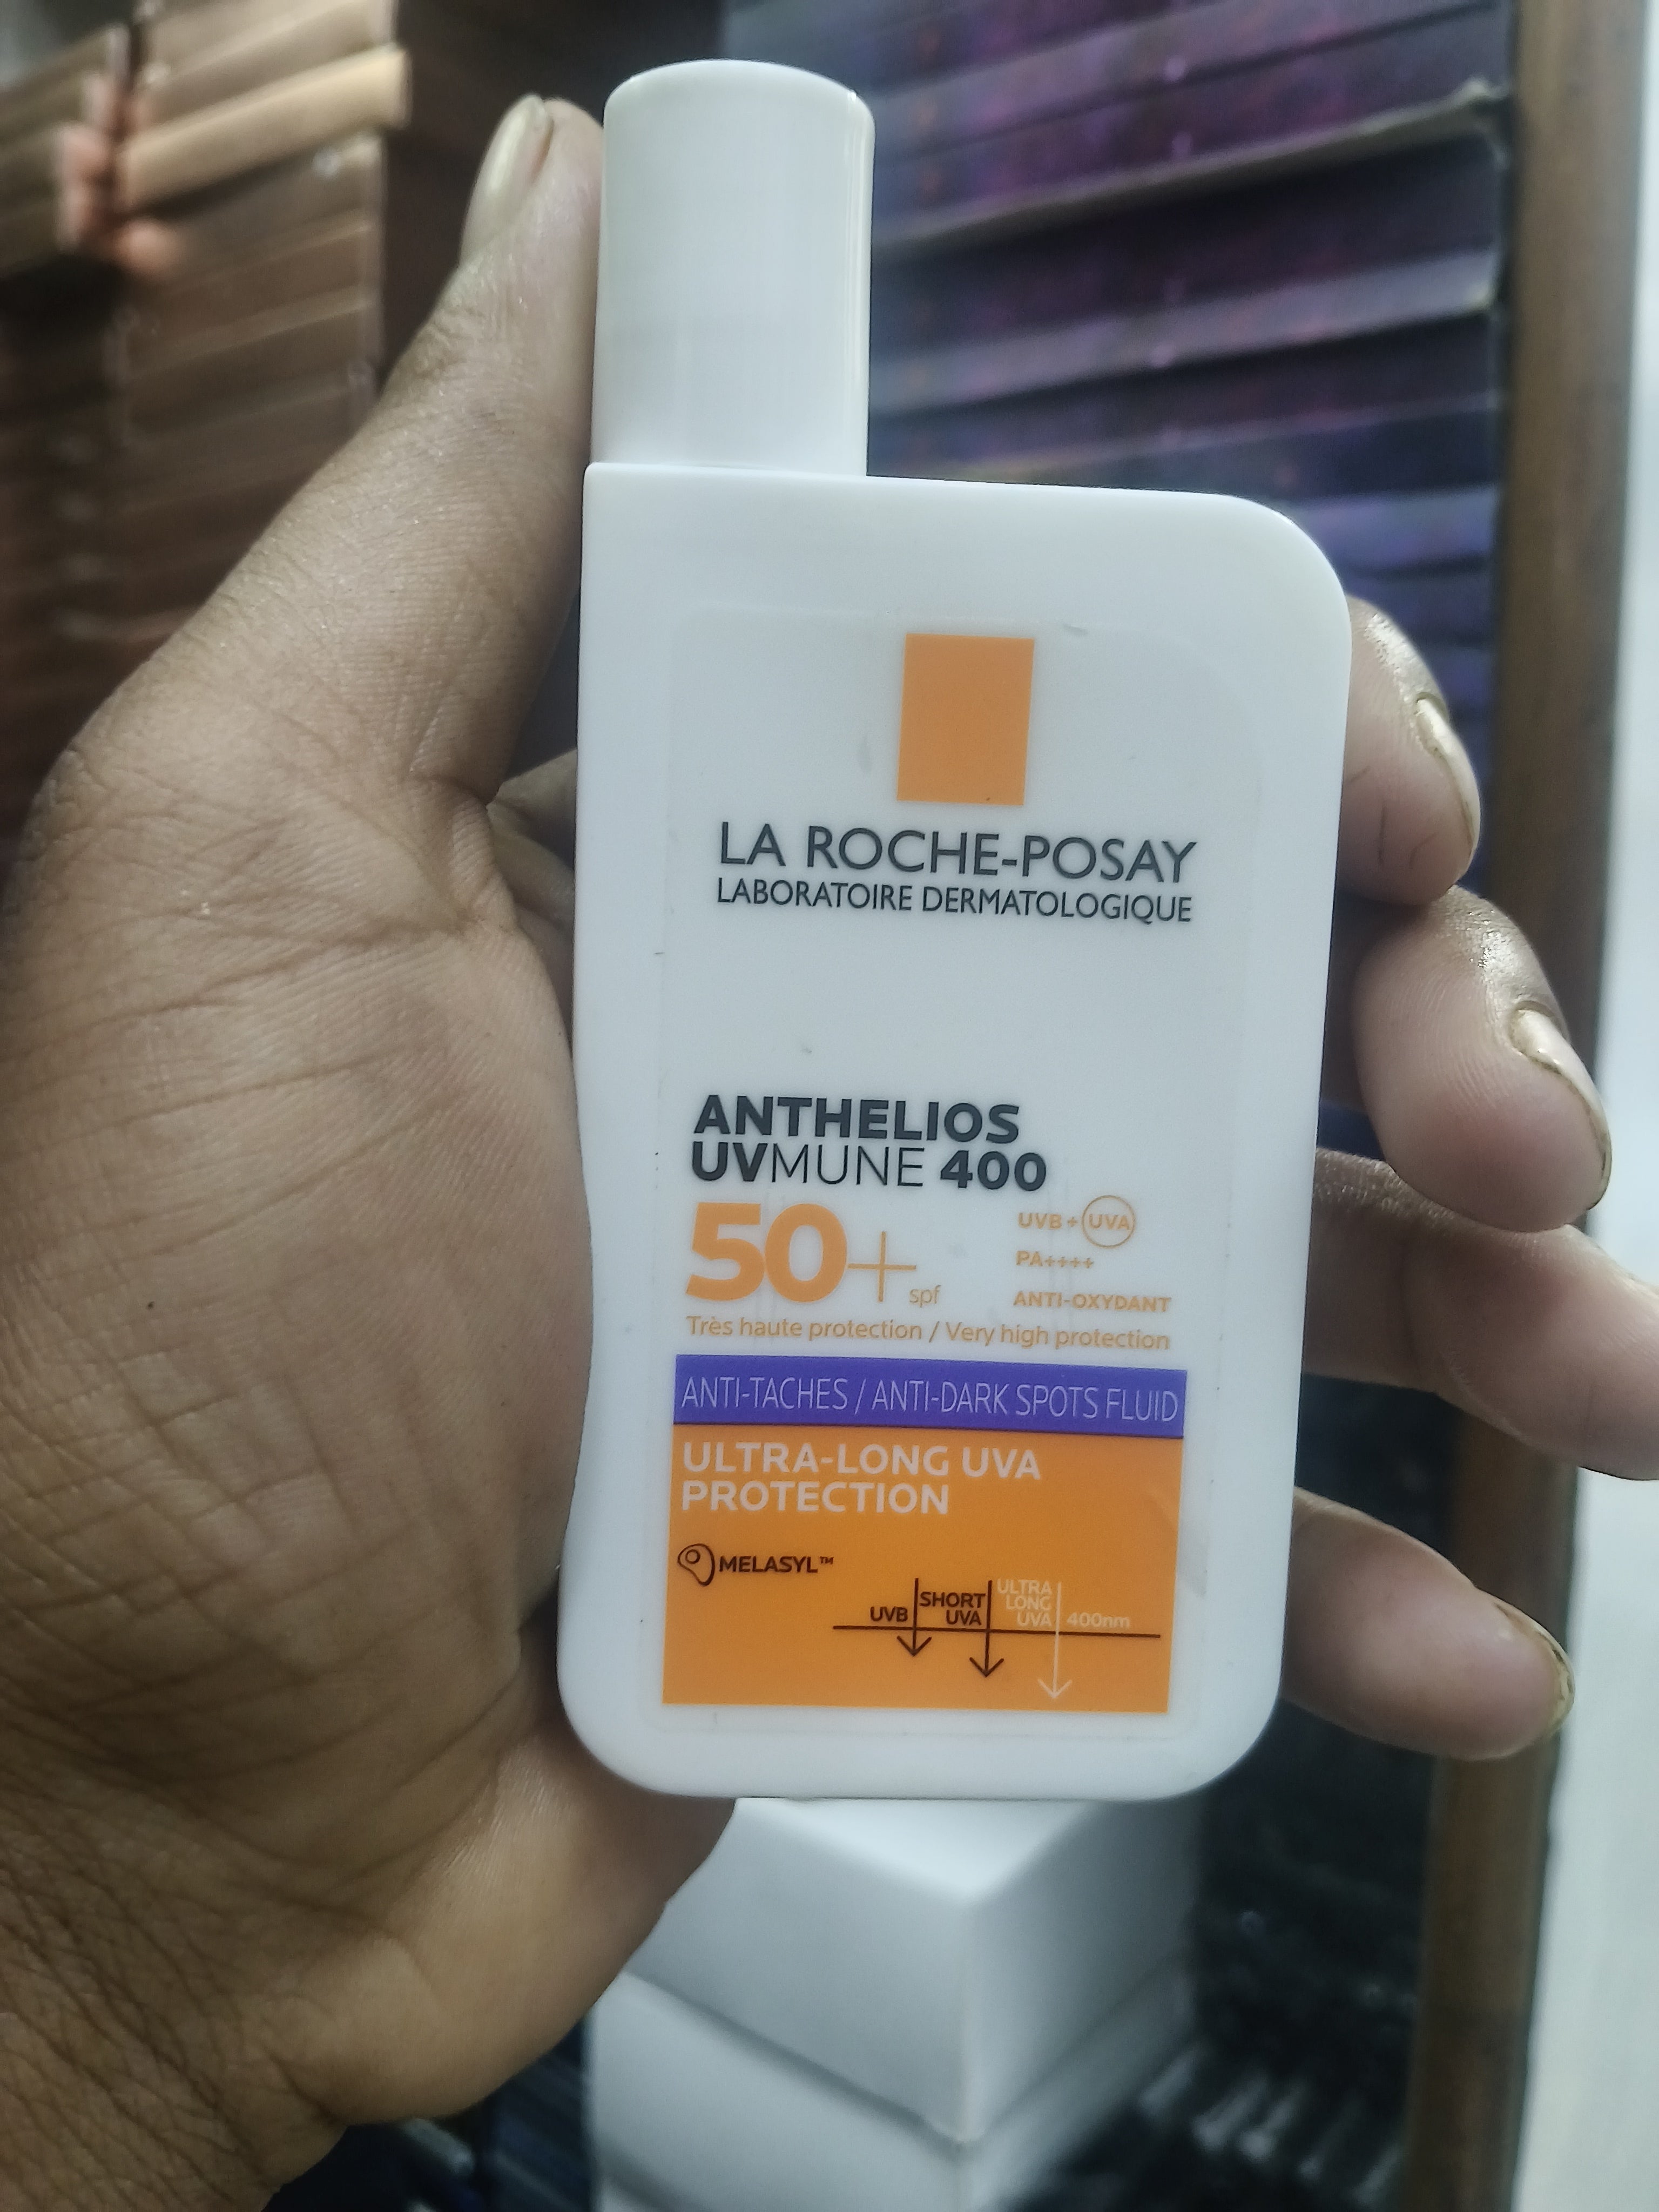 LA ROCHE-POSAY
LABORATOIRE DERMATOLOGIQUE
ANTHELIOS
UVMUNE 400
50+ spf
UVB + UVA
PA++++
ANTI-OXYDANT
Très haute protection / Very high protection
ANTI-TACHES / ANTI-DARK SPOTS FLUID
ULTRA-LONG UVA
PROTECTION
MELASYL™
UVB
SHORT
UVA
ULTRA
LONG
UVA
400nm